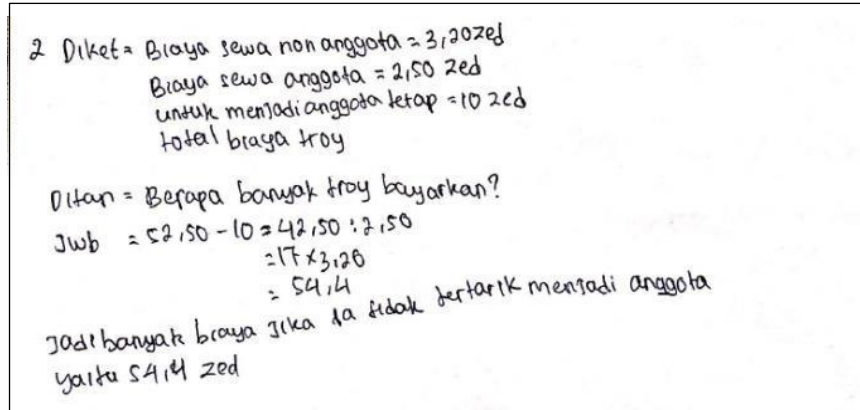 2 Diket = Biaya sewa non anggota = 3,20 zed
Biaya sewa anggota = 2,50 zed
untuk menjadi anggota tetap = 10 zed
total biaya troy
Ditan = Berapa banyak troy bayarkan?
Jwb = 52,50 - 10 = 42,50 : 2,50
= 17 x 3,20
= 54,4
Jadi banyak biaya jika ia tidak tertarik menjadi anggota
yaitu 54,4 zed